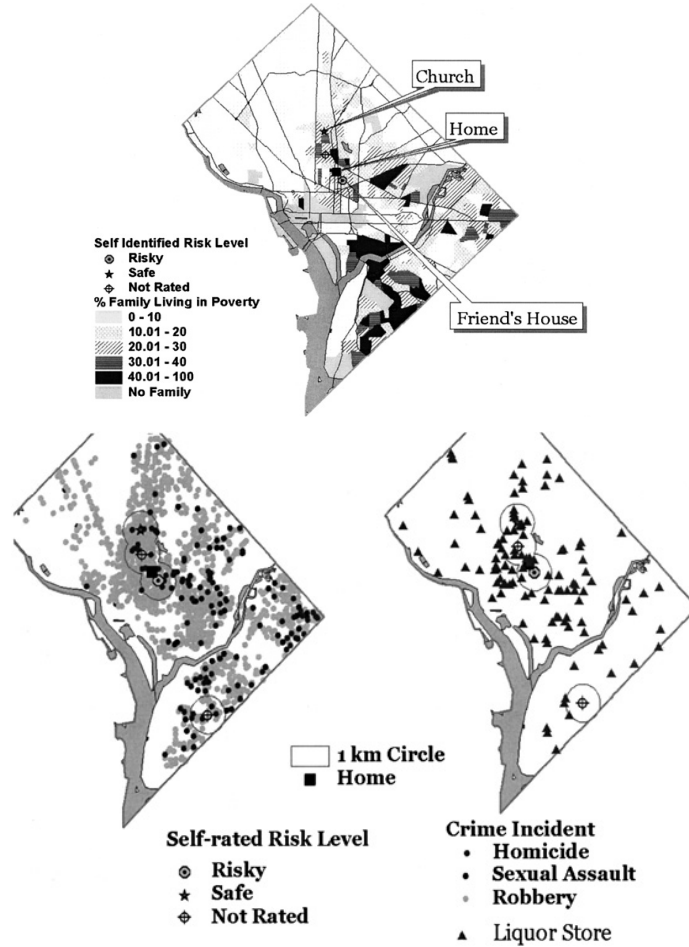 Church
Home
Friend's House
Self Identified Risk Level
Risky
Safe
Not Rated
% Family Living in Poverty
0 - 10
10.01 - 20
20.01 - 30
30.01 - 40
40.01 - 100
No Family
1 km Circle
Home
Self-rated Risk Level
Risky
Safe
Not Rated
Crime Incident
Homicide
Sexual Assault
Robbery
Liquor Store